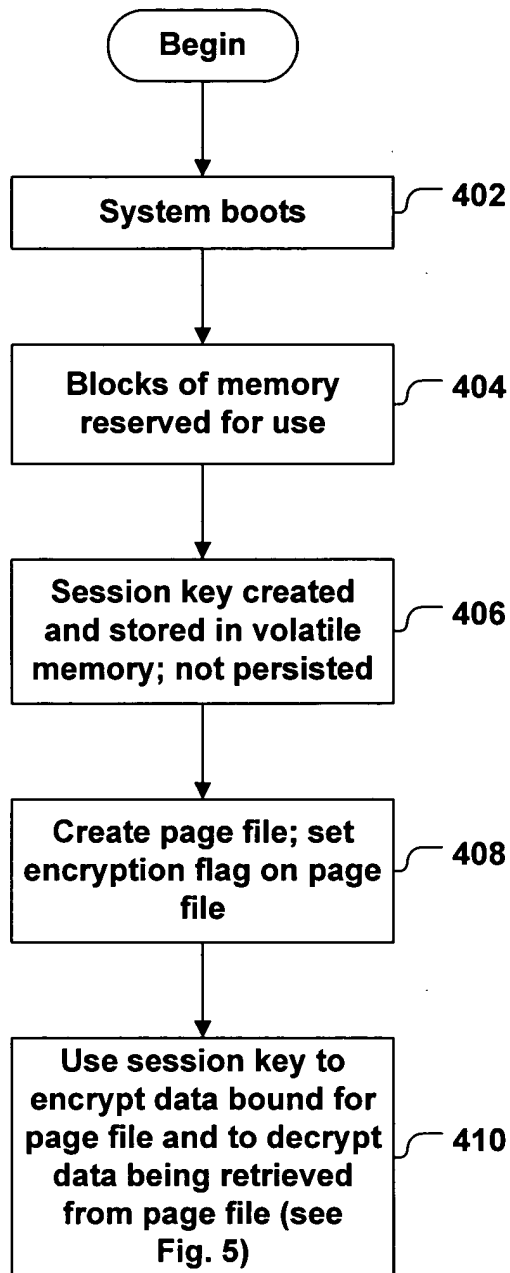 Begin
System boots
402
Blocks of memory
reserved for use
404
Session key created
and stored in volatile
memory; not persisted
406
Create page file; set
encryption flag on page
file
408
Use session key to
encrypt data bound for
page file and to decrypt
data being retrieved
from page file (see
Fig. 5)
410